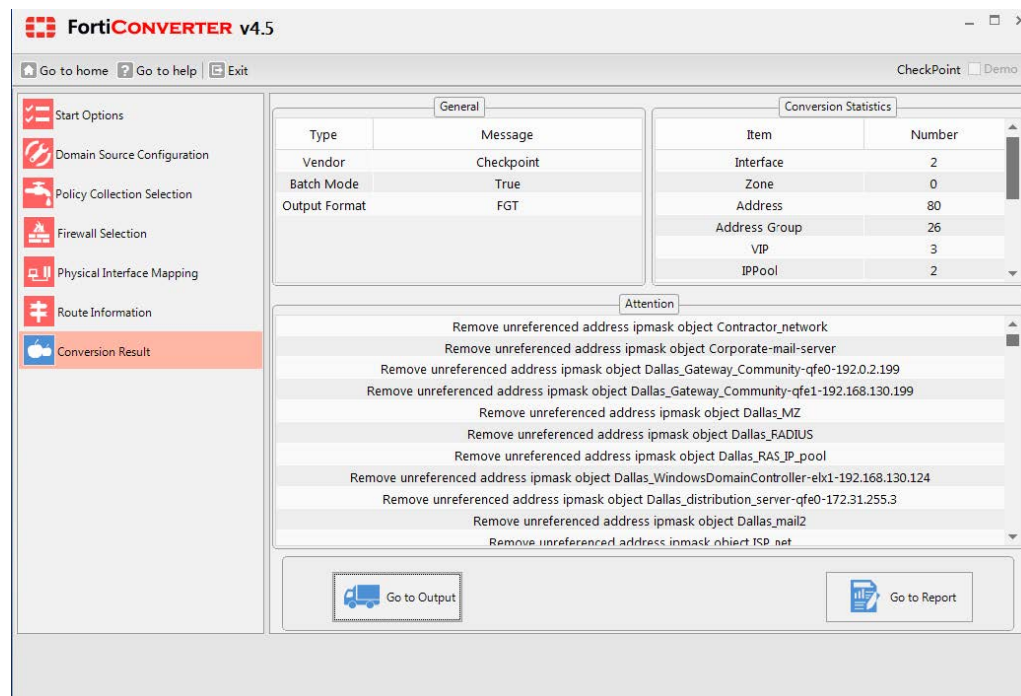 FortiCONVERTER v4.5
Go to home Go to help Exit
CheckPoint Demo
Start Options
Domain Source Configuration
Policy Collection Selection
Firewall Selection
Physical Interface Mapping
Route Information
Conversion Result
General
Type Message
Vendor Checkpoint
Batch Mode True
Output Format FGT
Conversion Statistics
Item Number
Interface 2
Zone 0
Address 80
Address Group 26
VIP 3
IPPool 2
Attention
Remove unreferenced address ipmask object Contractor_network
Remove unreferenced address ipmask object Corporate-mail-server
Remove unreferenced address ipmask object Dallas_Gateway_Community-qfe0-192.0.2.199
Remove unreferenced address ipmask object Dallas_Gateway_Community-qfe1-192.168.130.199
Remove unreferenced address ipmask object Dallas_MZ
Remove unreferenced address ipmask object Dallas_FADIUS
Remove unreferenced address ipmask object Dallas_RAS_IP_pool
Remove unreferenced address ipmask object Dallas_WindowsDomainController-elx1-192.168.130.124
Remove unreferenced address ipmask object Dallas_distribution_server-qfe0-172.31.255.3
Remove unreferenced address ipmask object Dallas_mail2
Remove unreferenced address ipmask object ISP_net
Go to Output
Go to Report